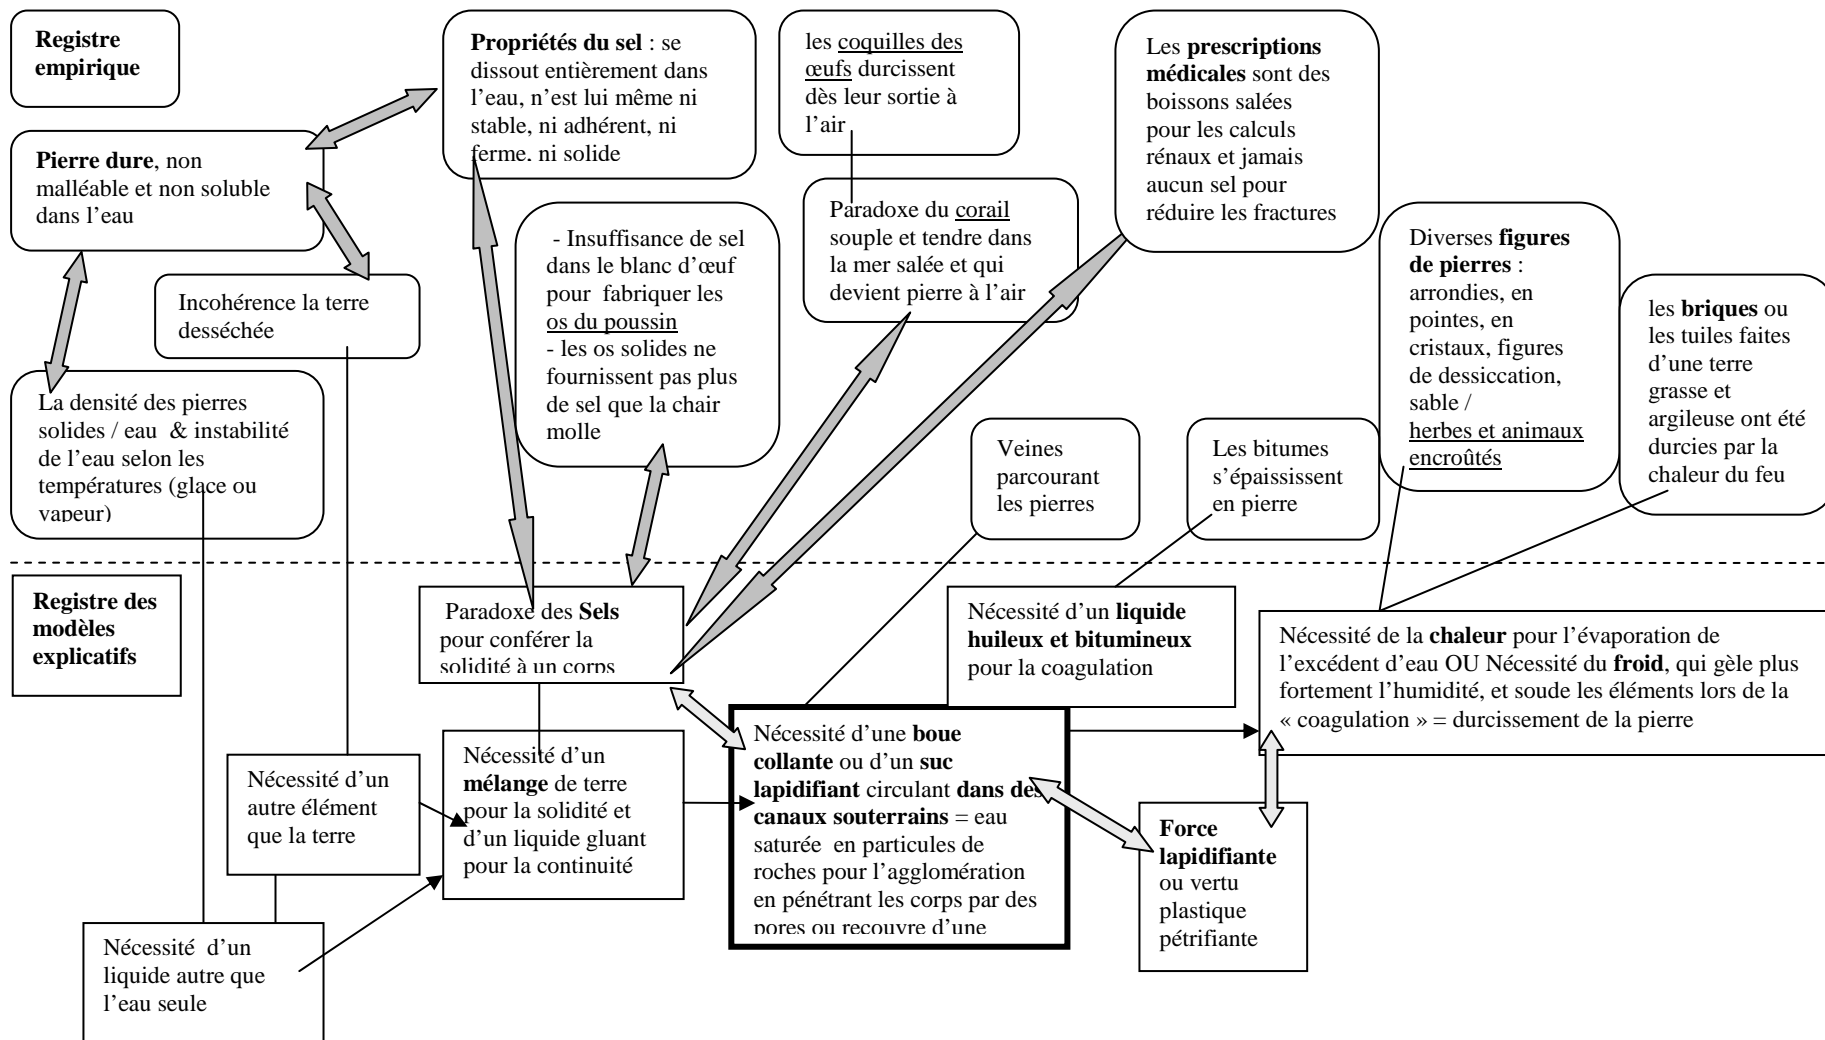 Registre
empirique
Propriétés du sel : se
dissout entièrement dans
l’eau, n’est lui même ni
stable, ni adhérent, ni
ferme, ni solide
les coquilles des
œufs durcissent
dès leur sortie à
l’air
Les prescriptions
médicales sont des
boissons salées
pour les calculs
rénaux et jamais
aucun sel pour
réduire les fractures
Pierre dure, non
malléable et non soluble
dans l’eau
- Insuffisance de sel
dans le blanc d’œuf
pour fabriquer les
os du poussin
- les os solides ne
fournissent pas plus
de sel que la chair
molle
Paradoxe du corail
souple et tendre dans
la mer salée et qui
devient pierre à l’air
Diverses figures
de pierres :
arrondies, en
pointes, en
cristaux, figures
de dessiccation,
sable /
herbes et animaux
encroûtés
les briques ou
les tuiles faites
d’une terre
grasse et
argileuse ont été
durcies par la
chaleur du feu
Incohérence la terre
desséchée
La densité des pierres
solides / eau & instabilité
de l’eau selon les
températures (glace ou
vapeur)
Veines
parcourant
les pierres
Les bitumes
s’épaississent
en pierre
Registre des
modèles
explicatifs
Paradoxe des Sels
pour conférer la
solidité à un corps
Nécessité d’un liquide
huileux et bitumineux
pour la coagulation
Nécessité de la chaleur pour l’évaporation de
l’excédent d’eau OU Nécessité du froid, qui gèle plus
fortement l’humidité, et soude les éléments lors de la
« coagulation » = durcissement de la pierre
Nécessité d’un
autre élément
que la terre
Nécessité d’un
mélange de terre
pour la solidité et
d’un liquide gluant
pour la continuité
Nécessité d’une boue
collante ou d’un suc
lapidifiant circulant dans des
canaux souterrains = eau
saturée en particules de
roches pour l’agglomération
en pénétrant les corps par des
pores ou recouvre d’une
Force
lapidifiante
ou vertu
plastique
pétrifiante
Nécessité d’un
liquide autre que
l’eau seule